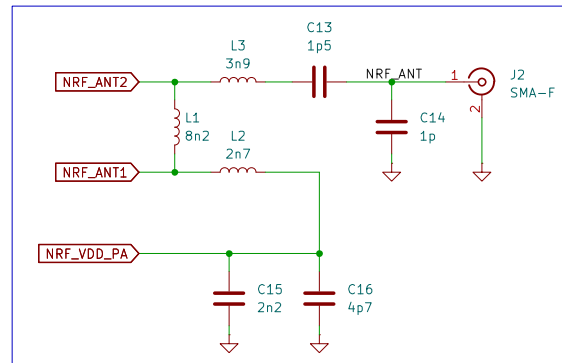 C13
1p5
L3
3n9
NRF_ANT2
NRF_ANT
1
J2
SMA-F
2
L1
8n2
C14
1p
L2
2n7
NRF_ANT1
NRF_VDD_PA
C15
2n2
C16
4p7